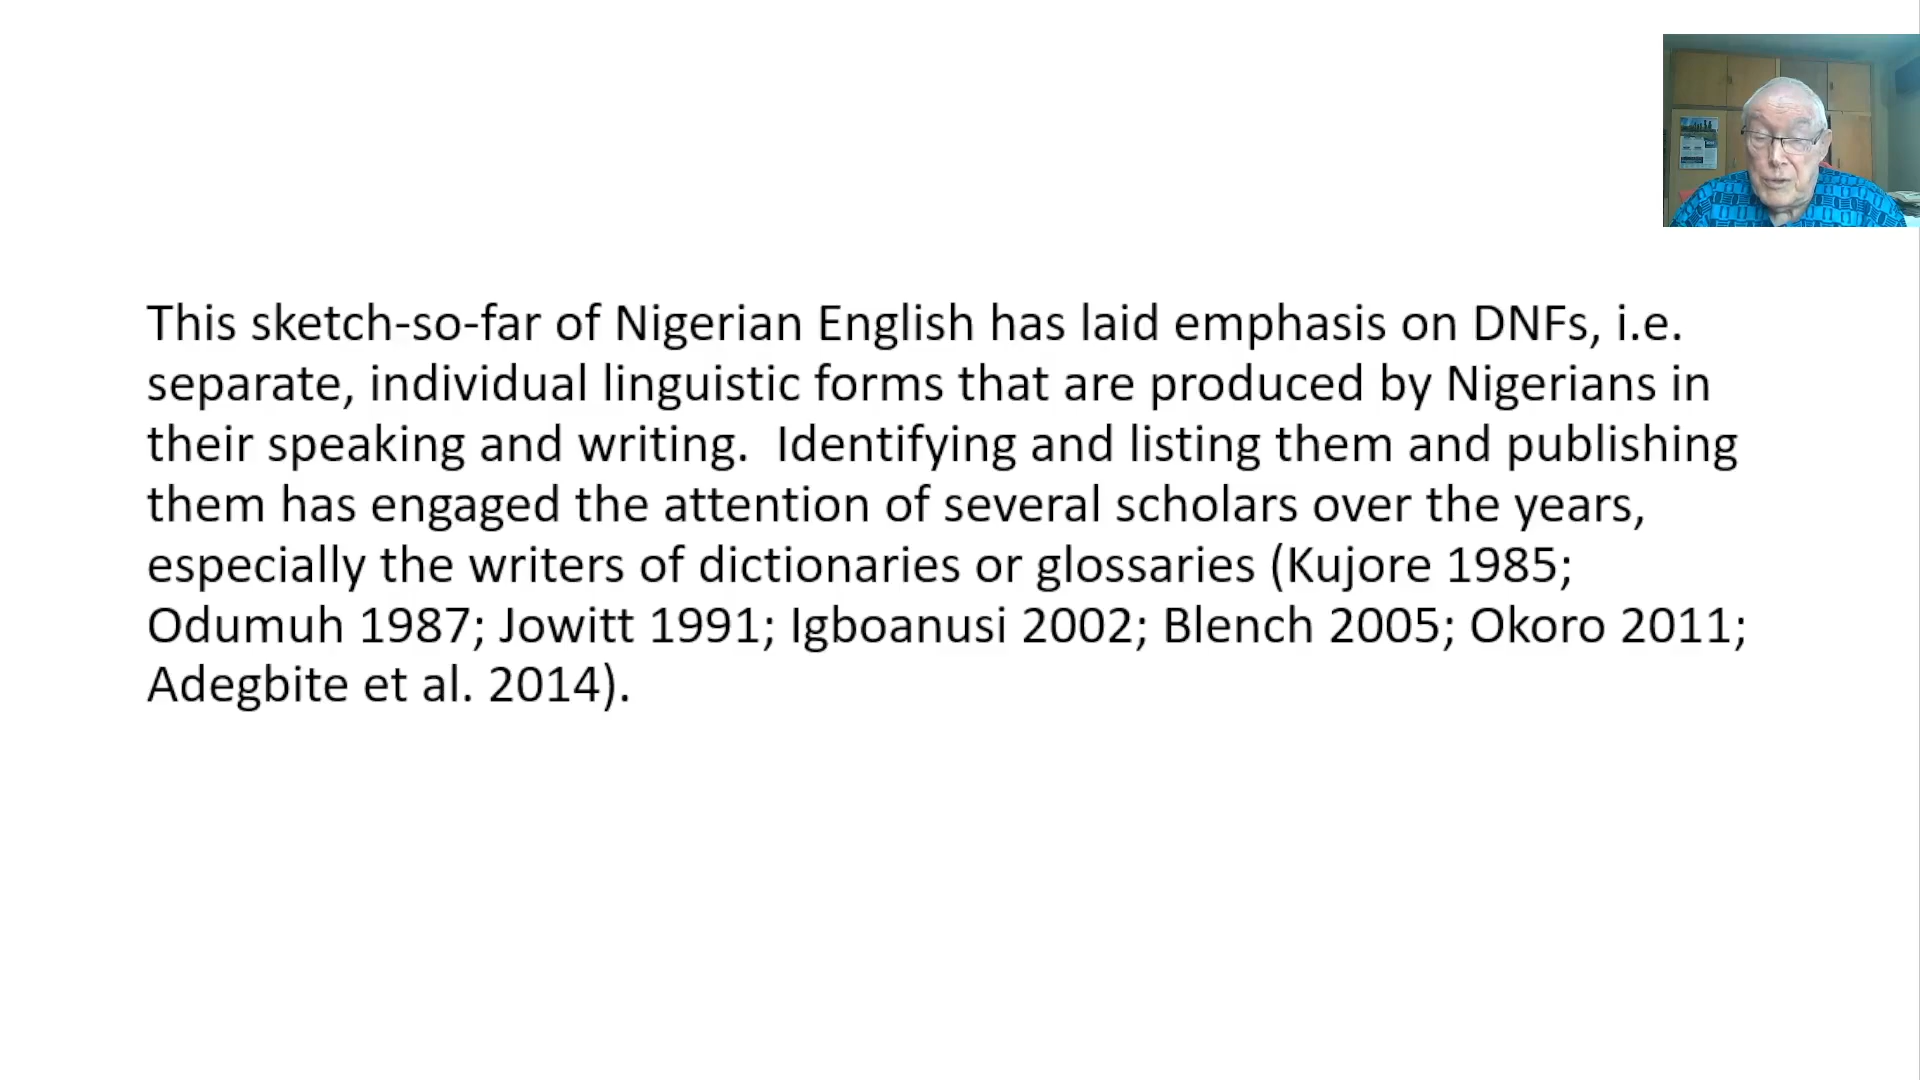 This sketch-so-far of Nigerian English has laid emphasis on DNFs, i.e.
separate, individual linguistic forms that are produced by Nigerians in
their speaking and writing.  Identifying and listing them and publishing
them has engaged the attention of several scholars over the years,
especially the writers of dictionaries or glossaries (Kujore 1985;
Odumuh 1987; Jowitt 1991; Igboanusi 2002; Blench 2005; Okoro 2011;
Adegbite et al. 2014).